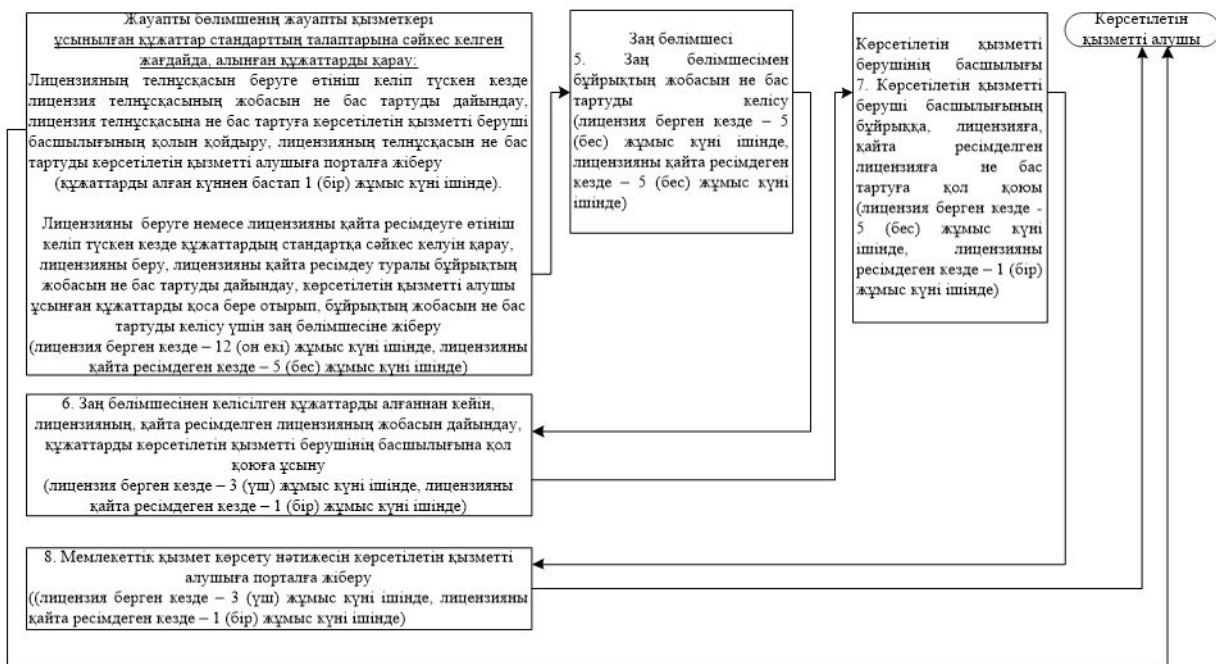 Жауапты бөлімшенің жауапты қызметкері
ұсынылған құжаттар стандарттың талаптарына сәйкес келген
жағдайда, алынған құжаттарды қарау:
Лицензияның телнұсқасын беруге өтініш келіп түскен кезде
лицензия телнұсқасының жобасын не бас тартуды дайындау,
лицензия телнұсқасына не бас тартуға көрсетілетін қызметті беруші
басшылығының қолын қойдыру, лицензияның телнұсқасын не бас
тартуды көрсетілетін қызметті алушыға порталға жіберу
(құжаттарды алған күннен бастап 1 (бір) жұмыс күні ішінде).
Лицензияны беруге немесе лицензияны қайта ресімдеуге өтініш
келіп түскен кезде құжаттардың стандартқа сәйкес келуін қарау,
лицензияны беру, лицензияны қайта ресімдеу туралы бұйрықтың
жобасын не бас тартуды дайындау, көрсетілетін қызметті алушы
ұсынған құжаттарды қоса бере отырып, бұйрықтың жобасын не бас
тартуды келісу үшін заң бөлімшесіне жіберу
(лицензия берген кезде – 12 (он екі) жұмыс күні ішінде, лицензияны
қайта ресімдеген кезде – 5 (бес) жұмыс күні ішінде)
Заң бөлімшесі
5. Заң бөлімшесімен
бұйрықтың жобасын не бас
тартуды келісу
(лицензия берген кезде – 5
(бес) жұмыс күні ішінде,
лицензияны қайта ресімдеген
кезде – 5 (бес) жұмыс күні
ішінде)
Көрсетілетін қызметті
берушінің басшылығы
7. Көрсетілетін қызметті
беруші басшылығының
бұйрыққа, лицензияға,
қайта ресімделген
лицензияға не бас
тартуға қол қоюы
(лицензия берген кезде -
5 (бес) жұмыс күні
ішінде, лицензияны
ресімдеген кезде – 1 (бір)
жұмыс күні ішінде)
Көрсетілетін
қызметті алушы
6. Заң бөлімшесінен келісілген құжаттарды алғаннан кейін,
лицензияның, қайта ресімделген лицензияның жобасын дайындау,
құжаттарды көрсетілетін қызметті берушінің басшылығына қол
қоюға ұсыну
(лицензия берген кезде – 3 (үш) жұмыс күні ішінде, лицензияны
қайта ресімдеген кезде – 1 (бір) жұмыс күні ішінде)
8. Мемлекеттік қызмет көрсету нәтижесін көрсетілетін қызметті
алушыға порталға жіберу
((лицензия берген кезде – 3 (үш) жұмыс күні ішінде, лицензияны
қайта ресімдеген кезде – 1 (бір) жұмыс күні ішінде)